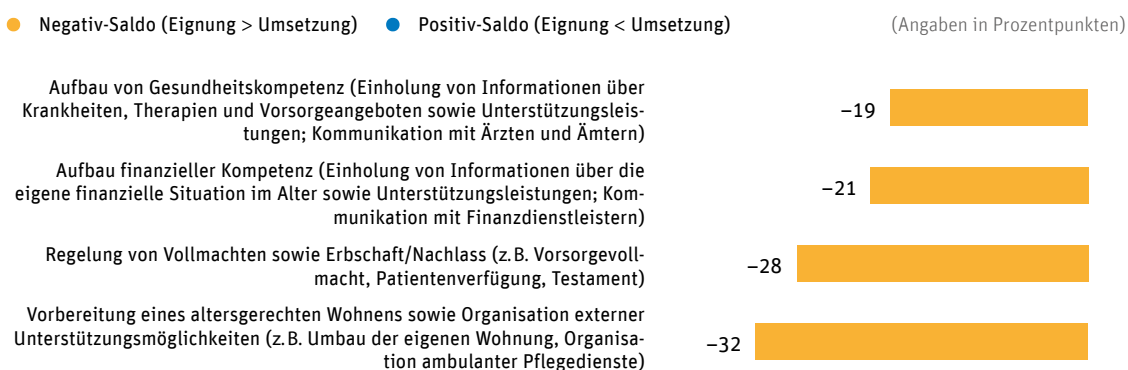 Negativ-Saldo (Eignung > Umsetzung) Positiv-Saldo (Eignung < Umsetzung) (Angaben in Prozentpunkten)
Aufbau von Gesundheitskompetenz (Einholung von Informationen über
Krankheiten, Therapien und Vorsorgeangeboten sowie Unterstützungsleis-
tungen; Kommunikation mit Ärzten und Ämtern)
–19
Aufbau finanzieller Kompetenz (Einholung von Informationen über die
eigene finanzielle Situation im Alter sowie Unterstützungsleistungen; Kom-
munikation mit Finanzdienstleistern)
–21
Regelung von Vollmachten sowie Erbschaft/Nachlass (z. B. Vorsorgevoll-
macht, Patientenverfügung, Testament)
–28
Vorbereitung eines altersgerechten Wohnens sowie Organisation externer
Unterstützungsmöglichkeiten (z. B. Umbau der eigenen Wohnung, Organisa-
tion ambulanter Pflegedienste)
–32